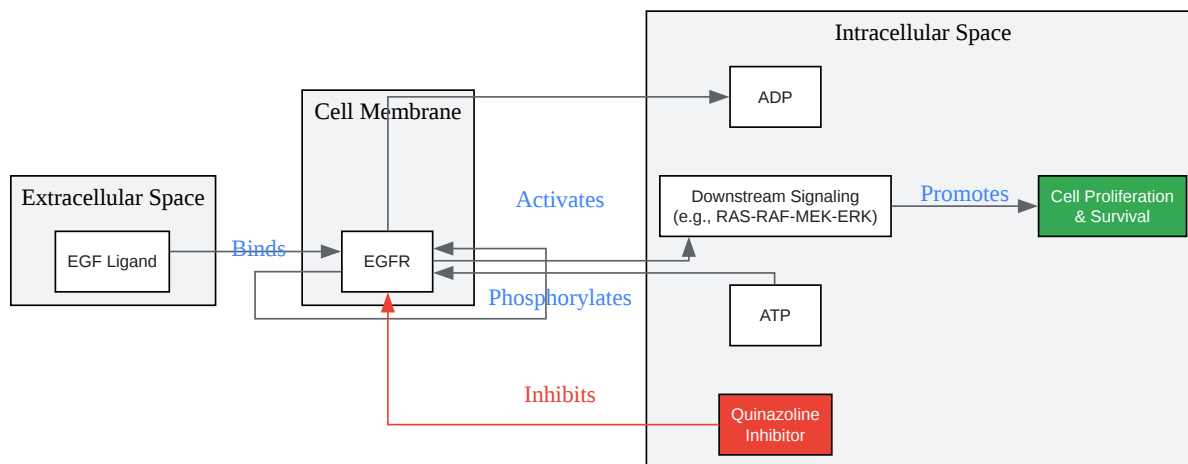 Intracellular Space
ADP
Cell Membrane
Extracellular Space
Activates
Downstream Signaling
(e.g., RAS-RAF-MEK-ERK)
Promotes
Cell Proliferation
& Survival
EGF Ligand
Binds
EGFR
Phosphorylates
ATP
Inhibits
Quinazoline
Inhibitor